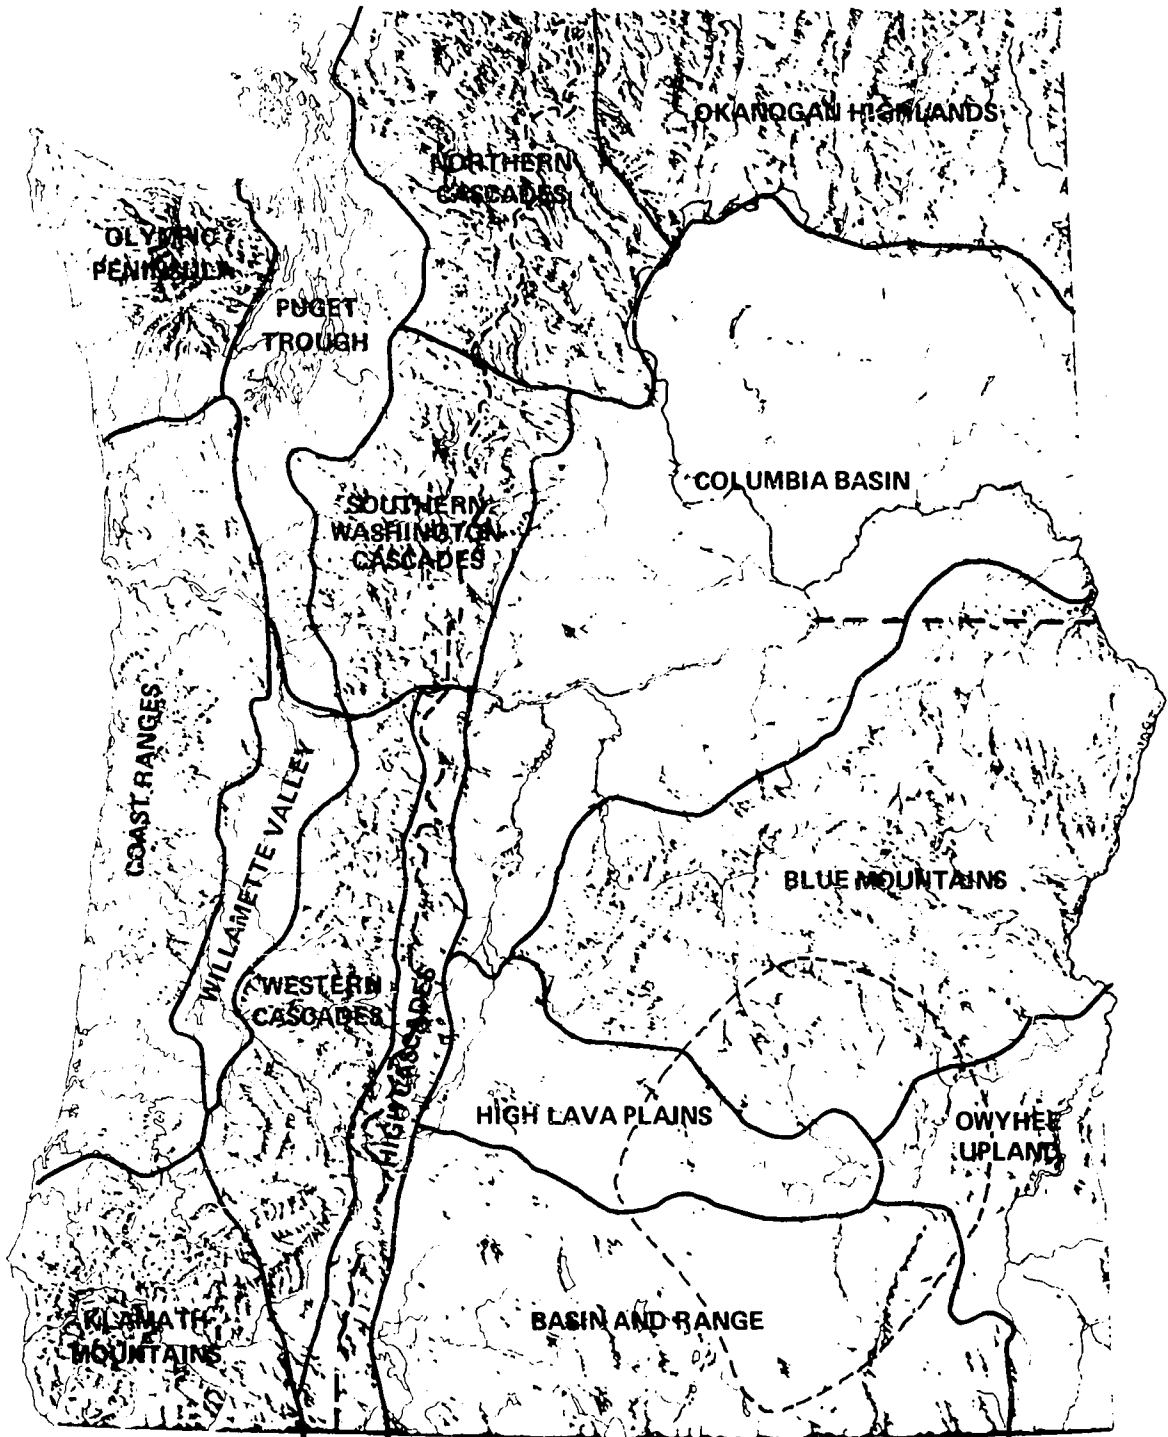 OKANOGAN HIGHLANDS
NORTHERN
CASCADES
OLYMPIC
PENINSULA
PUGET
TROUGH
COLUMBIA BASIN
SOUTHERN
WASHINGTON
CASCADES
COAST RANGES
WILLAMETTE VALLEY
BLUE MOUNTAINS
WESTERN
CASCADES
HIGH CASCADES
HIGH LAVA PLAINS
OWYHEE
UPLAND
KLAMATH
MOUNTAINS
BASIN AND RANGE